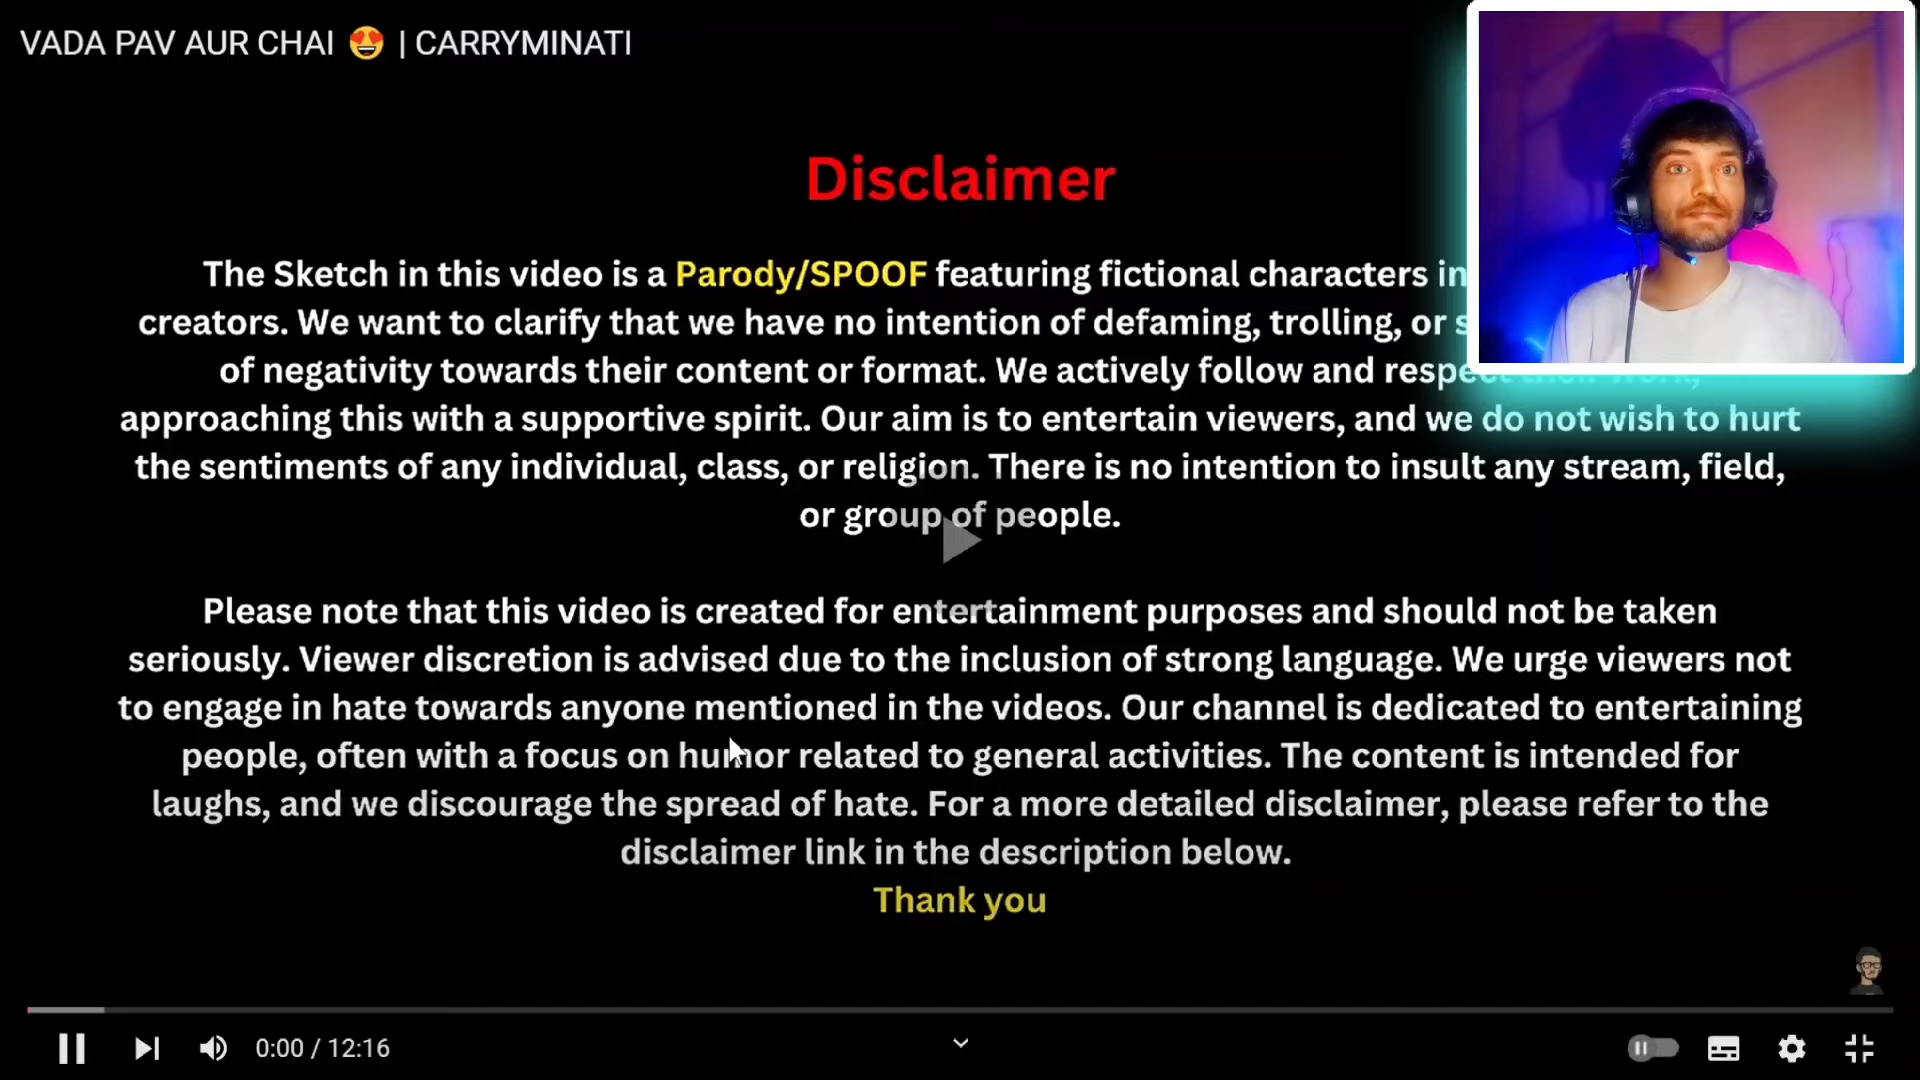 VADA PAV AUR CHAI 😍 | CARRYMINATI
Disclaimer
The Sketch in this video is a Parody/SPOOF featuring fictional characters in
creators. We want to clarify that we have no intention of defaming, trolling, or
of negativity towards their content or format. We actively follow and respect their work,
approaching this with a supportive spirit. Our aim is to entertain viewers, and we do not wish to hurt
the sentiments of any individual, class, or religion. There is no intention to insult any stream, field,
or group of people.
Please note that this video is created for entertainment purposes and should not be taken
seriously. Viewer discretion is advised due to the inclusion of strong language. We urge viewers not
to engage in hate towards anyone mentioned in the videos. Our channel is dedicated to entertaining
people, often with a focus on humor related to general activities. The content is intended for
laughs, and we discourage the spread of hate. For a more detailed disclaimer, please refer to the
disclaimer link in the description below.
Thank you
0:00 / 12:16